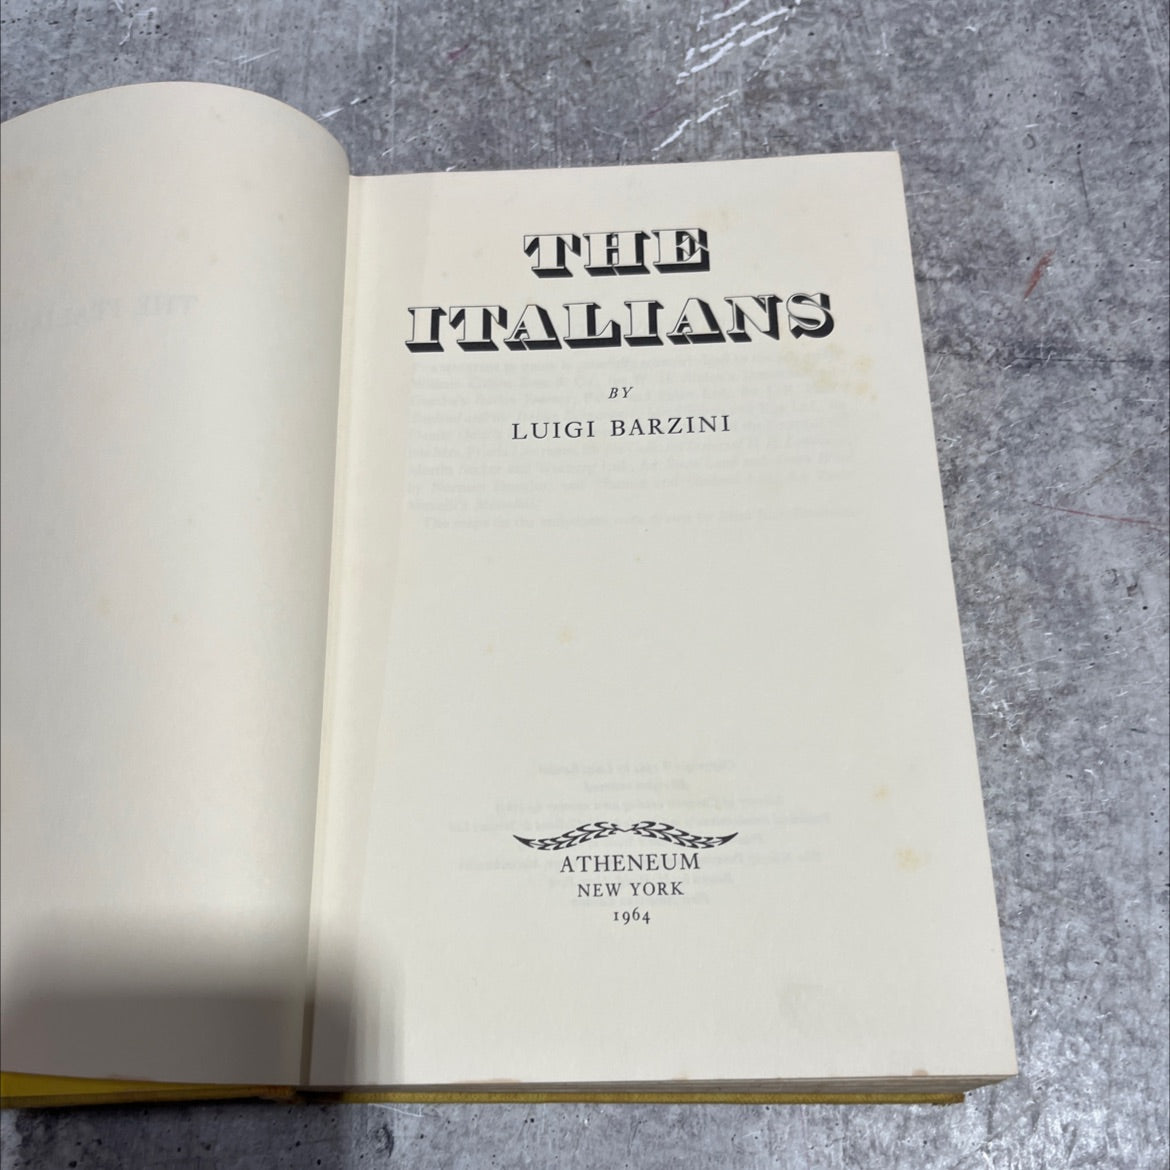 THE
ITALIANS
BY
LUIGI BARZINI
ATHENEUM
NEW YORK
1964